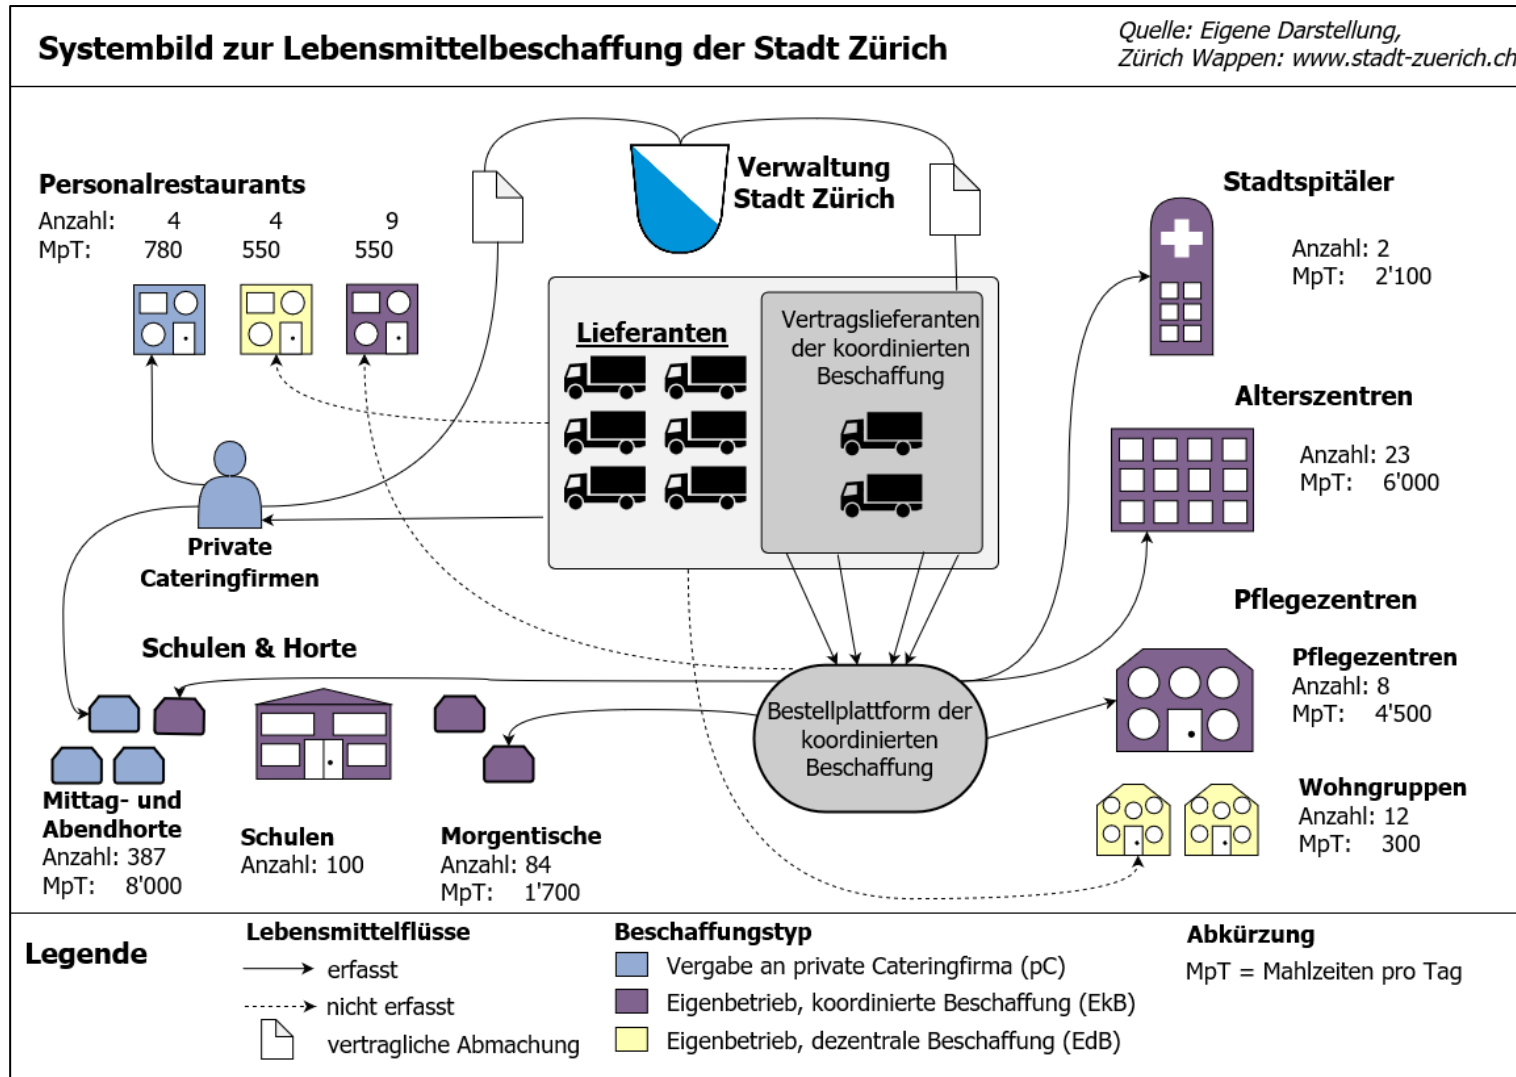 Systembild zur Lebensmittelbeschaffung der Stadt Zürich
Quelle: Eigene Darstellung,
Zürich Wappen: www.stadt-zuerich.ch
Personalrestaurants
Anzahl: 4 4 9
MpT: 780 550 550
Verwaltung
Stadt Zürich
Stadtspitäler
Anzahl: 2
MpT: 2'100
Lieferanten
Vertragslieferanten
der koordinierten
Beschaffung
Alterszentren
Anzahl: 23
MpT: 6'000
Private
Cateringfirmen
Pflegezentren
Pflegezentren
Anzahl: 8
MpT: 4'500
Schulen & Horte
Bestellplattform der
koordinierten
Beschaffung
Wohngruppen
Anzahl: 12
MpT: 300
Mittag- und
Abendhorte
Anzahl: 387
MpT: 8'000
Schulen
Anzahl: 100
Morgentische
Anzahl: 84
MpT: 1'700
Legende
Lebensmittelflüsse
erfasst
nicht erfasst
vertragliche Abmachung
Beschaffungstyp
Vergabe an private Cateringfirma (pC)
Eigenbetrieb, koordinierte Beschaffung (EkB)
Eigenbetrieb, dezentrale Beschaffung (EdB)
Abkürzung
MpT = Mahlzeiten pro Tag